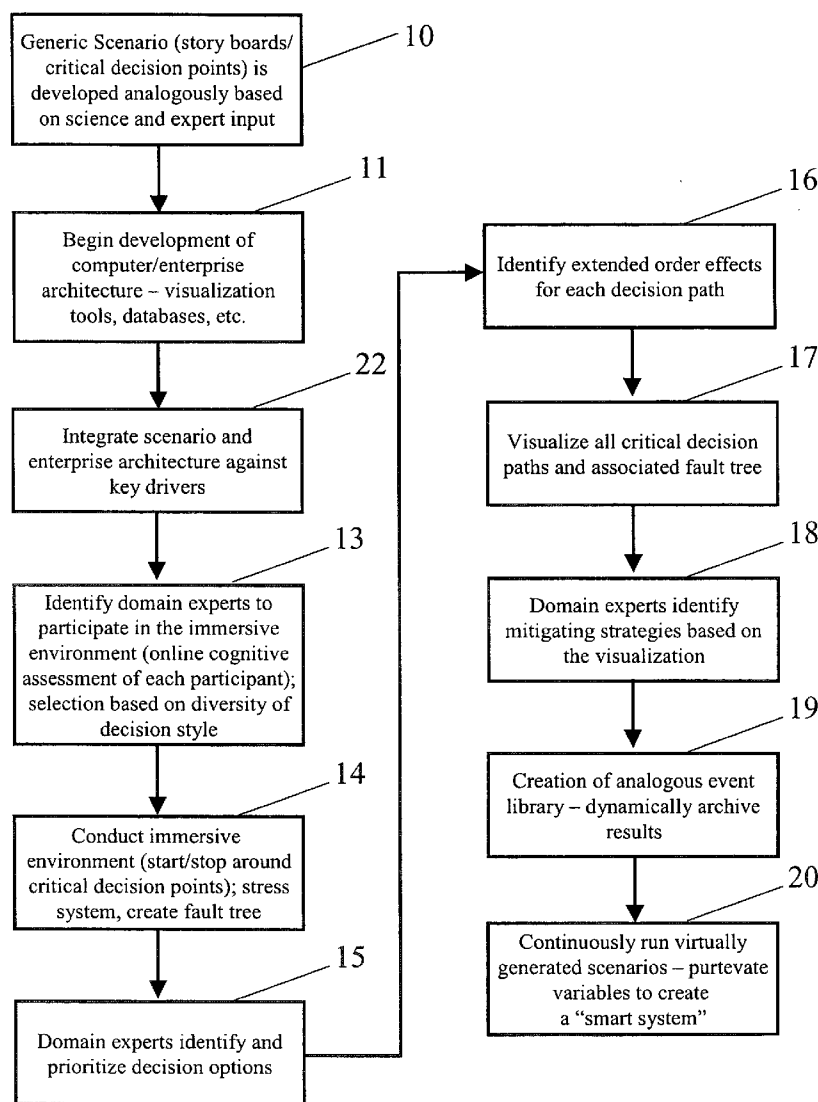 10
Generic Scenario (story boards/
critical decision points) is
developed analogously based
on science and expert input
11
Begin development of
computer/enterprise
architecture – visualization
tools, databases, etc.
22
Integrate scenario and
enterprise architecture against
key drivers
13
Identify domain experts to
participate in the immersive
environment (online cognitive
assessment of each participant);
selection based on diversity of
decision style
14
Conduct immersive
environment (start/stop around
critical decision points); stress
system, create fault tree
15
Domain experts identify and
prioritize decision options
16
Identify extended order effects
for each decision path
17
Visualize all critical decision
paths and associated fault tree
18
Domain experts identify
mitigating strategies based on
the visualization
19
Creation of analogous event
library – dynamically archive
results
20
Continuously run virtually
generated scenarios – purtevate
variables to create
a “smart system”